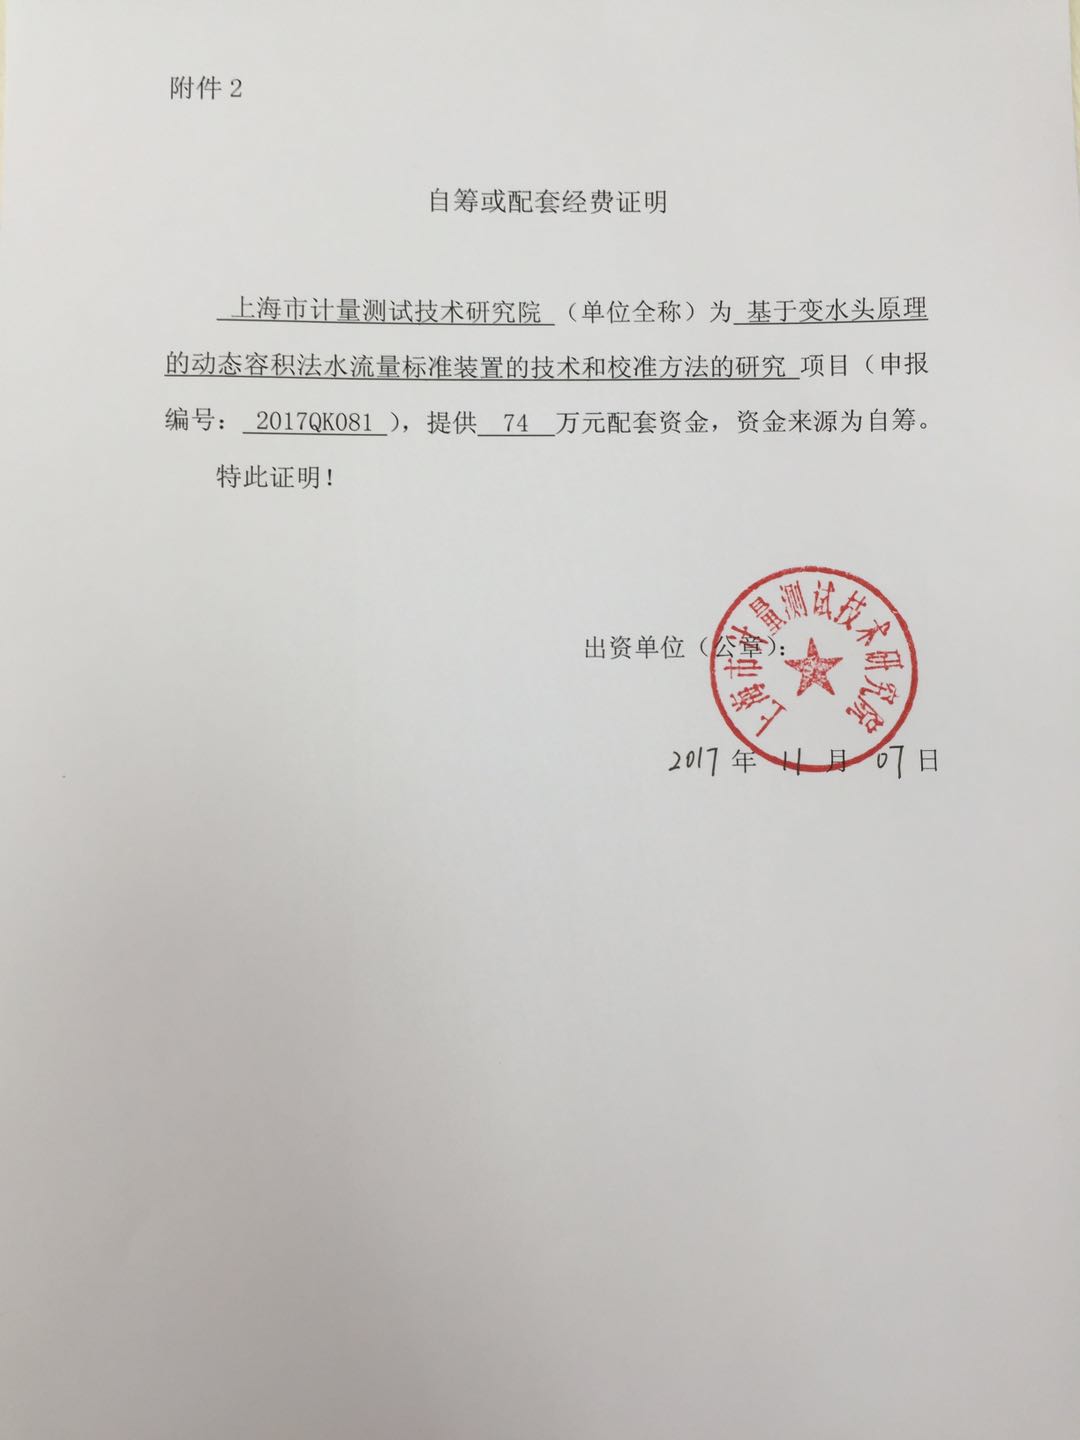 附件2
自筹或配套经费证明
上海市计量测试技术研究院 （单位全称）为 基于变水头原理
的动态容积法水流量标准装置的技术和校准方法的研究 项目（申报
编号： 2017QK081 ），提供 74 万元配套资金，资金来源为自筹。
特此证明！
上海市计量测试技术研究院
出资单位（公章）：
2017 年 11 月 07 日